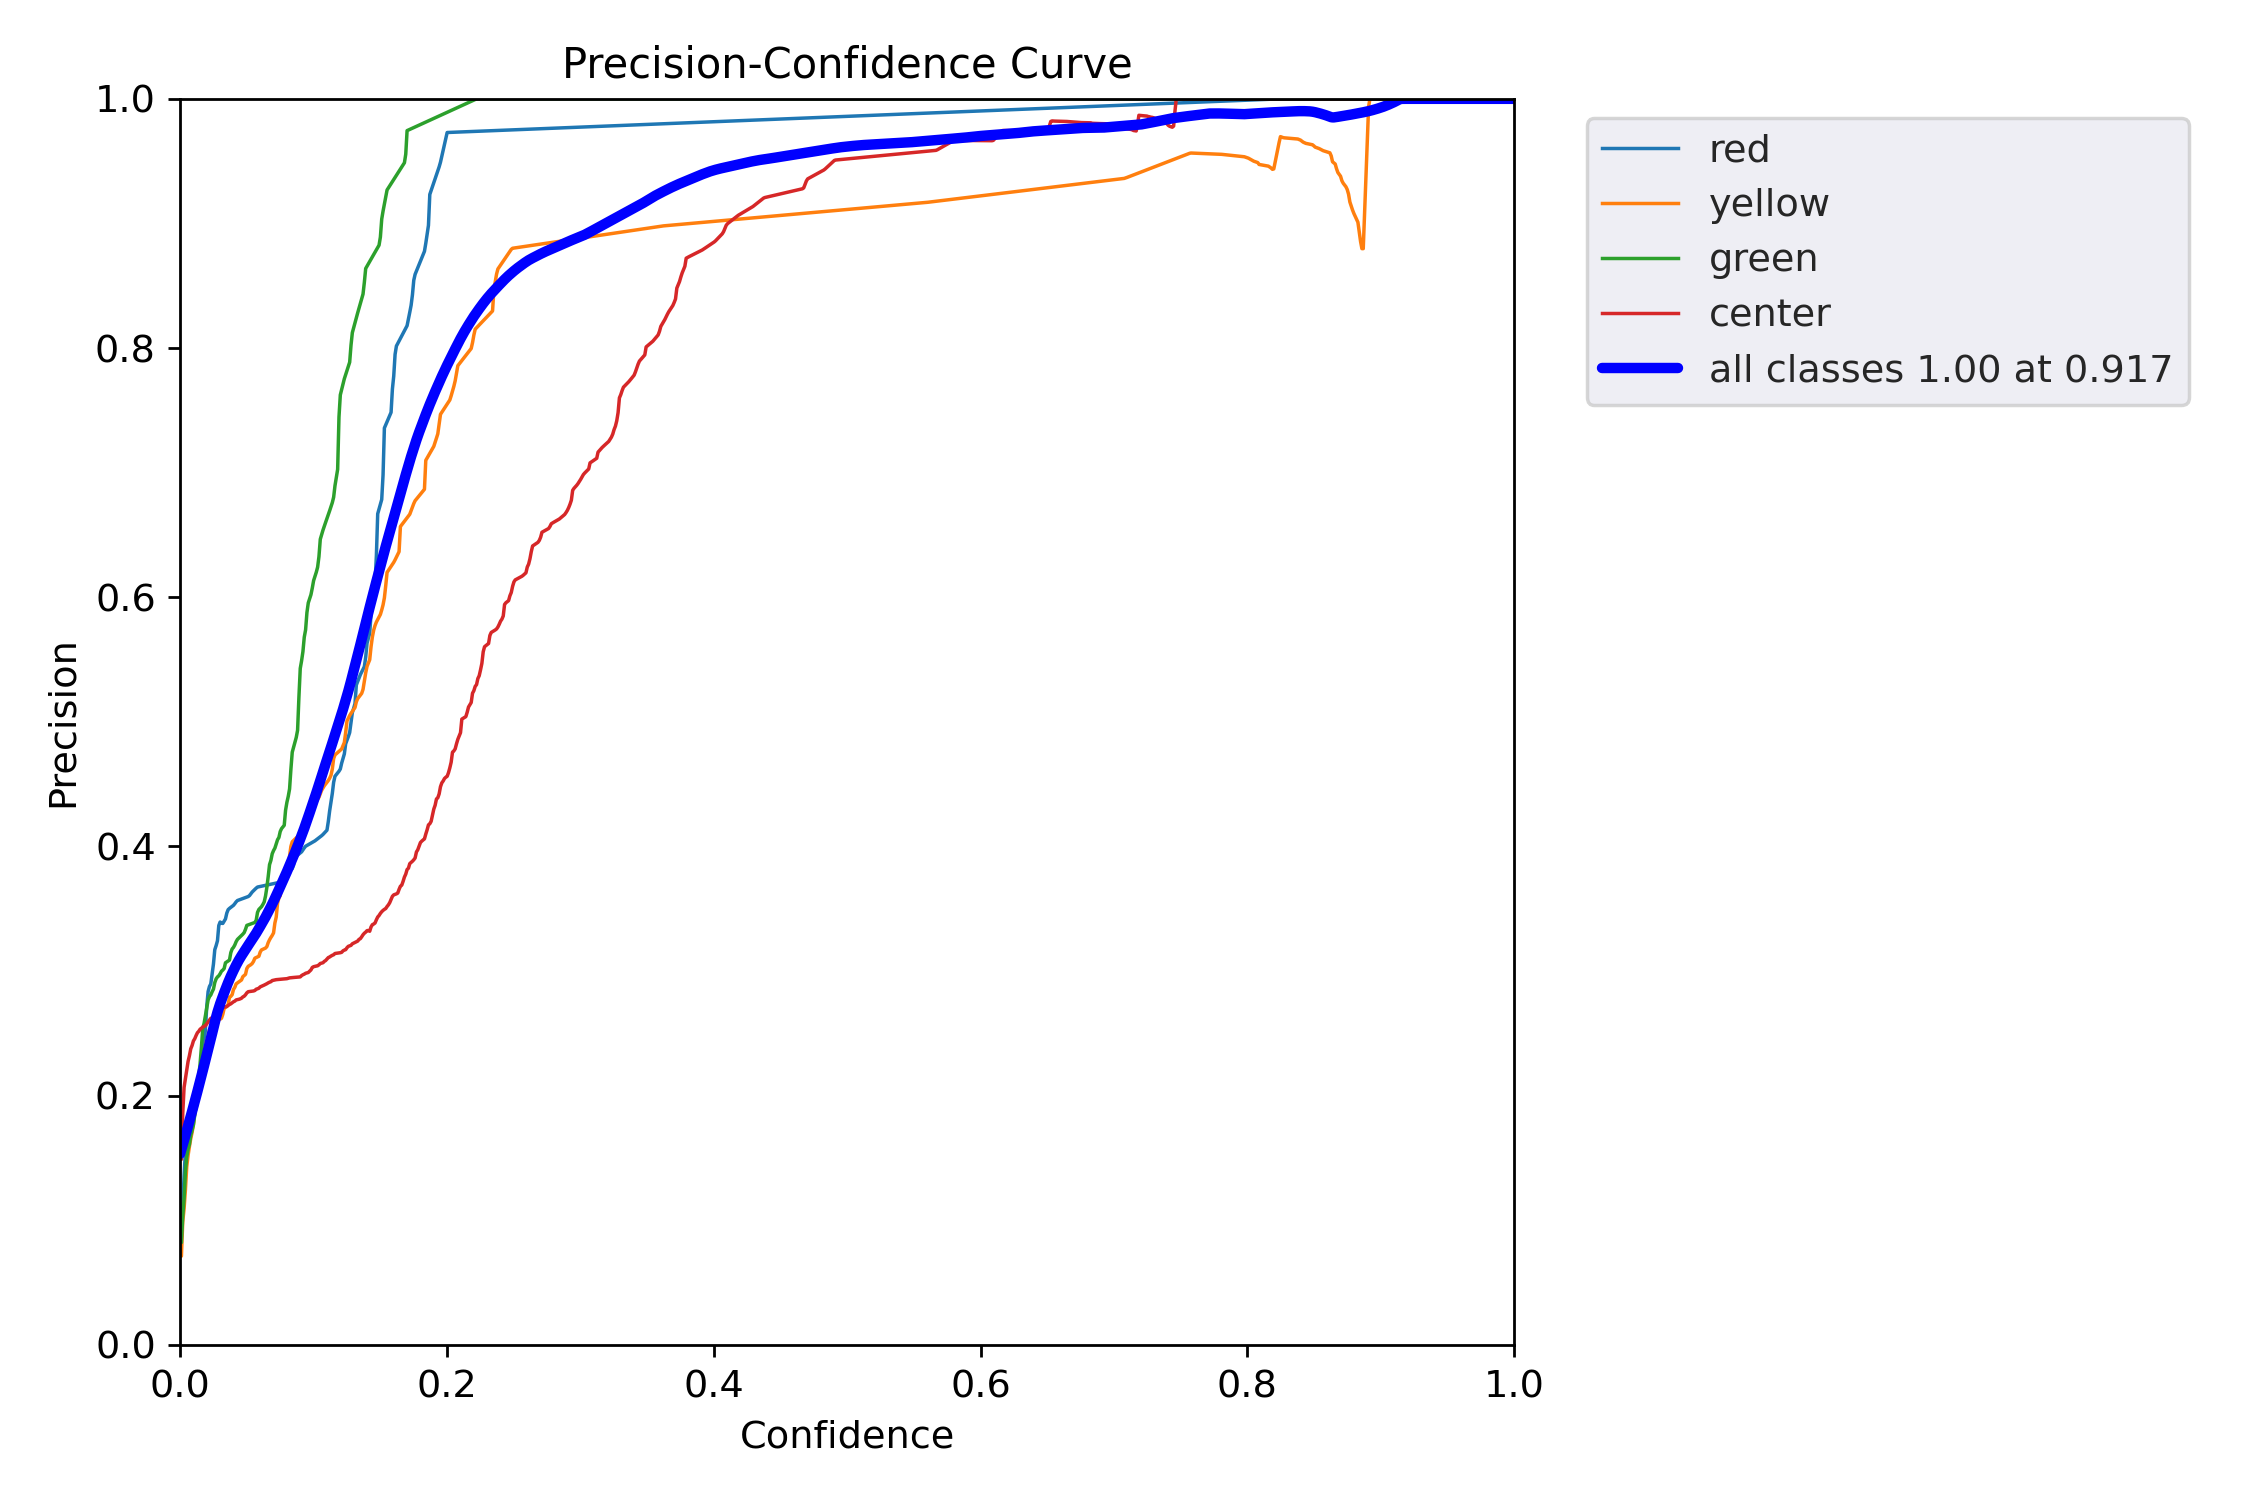 Precision-Confidence Curve
1.0
0.8
0.6
0.4
0.2
0.0
Precision
0.0 0.2 0.4 0.6 0.8 1.0
Confidence
red
yellow
green
center
all classes 1.00 at 0.917